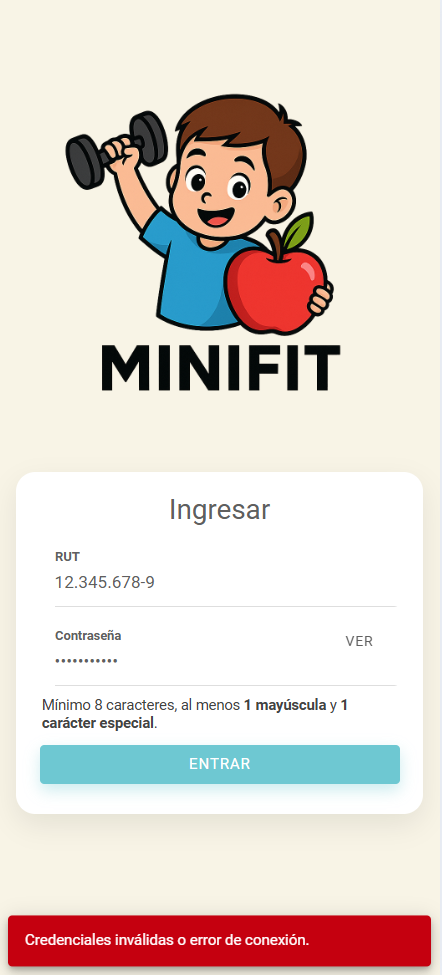 MINIFIT
Ingresar
RUT
12.345.678-9
Contraseña
VER
•••••••••••
Mínimo 8 caracteres, al menos 1 mayúscula y 1
carácter especial.
ENTRAR
Credenciales inválidas o error de conexión.